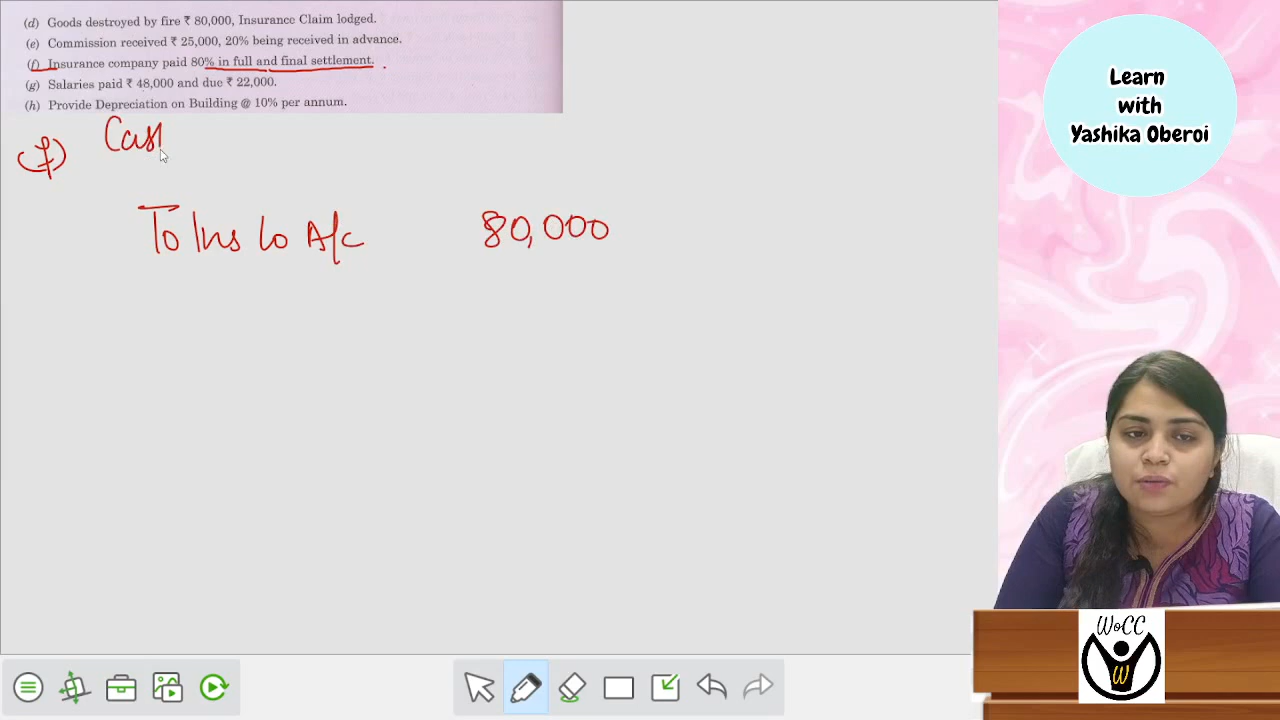 (d) Goods destroyed by fire ₹ 80,000, Insurance Claim lodged.
(e) Commission received ₹ 25,000, 20% being received in advance.
(f) Insurance company paid 80% in full and final settlement.
(g) Salaries paid ₹ 48,000 and due ₹ 22,000.
(h) Provide Depreciation on Building @ 10% per annum.
(f) Cas
To Ins Co A/c 80,000
Learn
with
Yashika Oberoi
WoCC
W